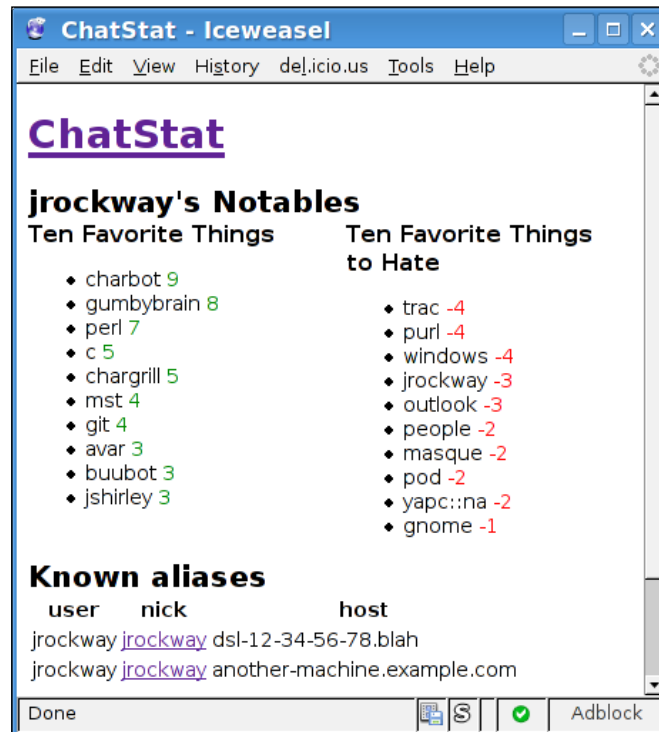 ChatStat - Iceweasel
File Edit View History del.icio.us Tools Help
ChatStat
jrockway's Notables
Ten Favorite Things
charbot 9
gumbybrain 8
perl 7
c 5
chargrill 5
mst 4
git 4
avar 3
buubot 3
jshirley 3
Ten Favorite Things
to Hate
trac -4
purl -4
windows -4
jrockway -3
outlook -3
people -2
masque -2
pod -2
yapc::na -2
gnome -1
Known aliases
user nick host
jrockway jrockway dsl-12-34-56-78.blah
jrockway jrockway another-machine.example.com
Done S Adblock